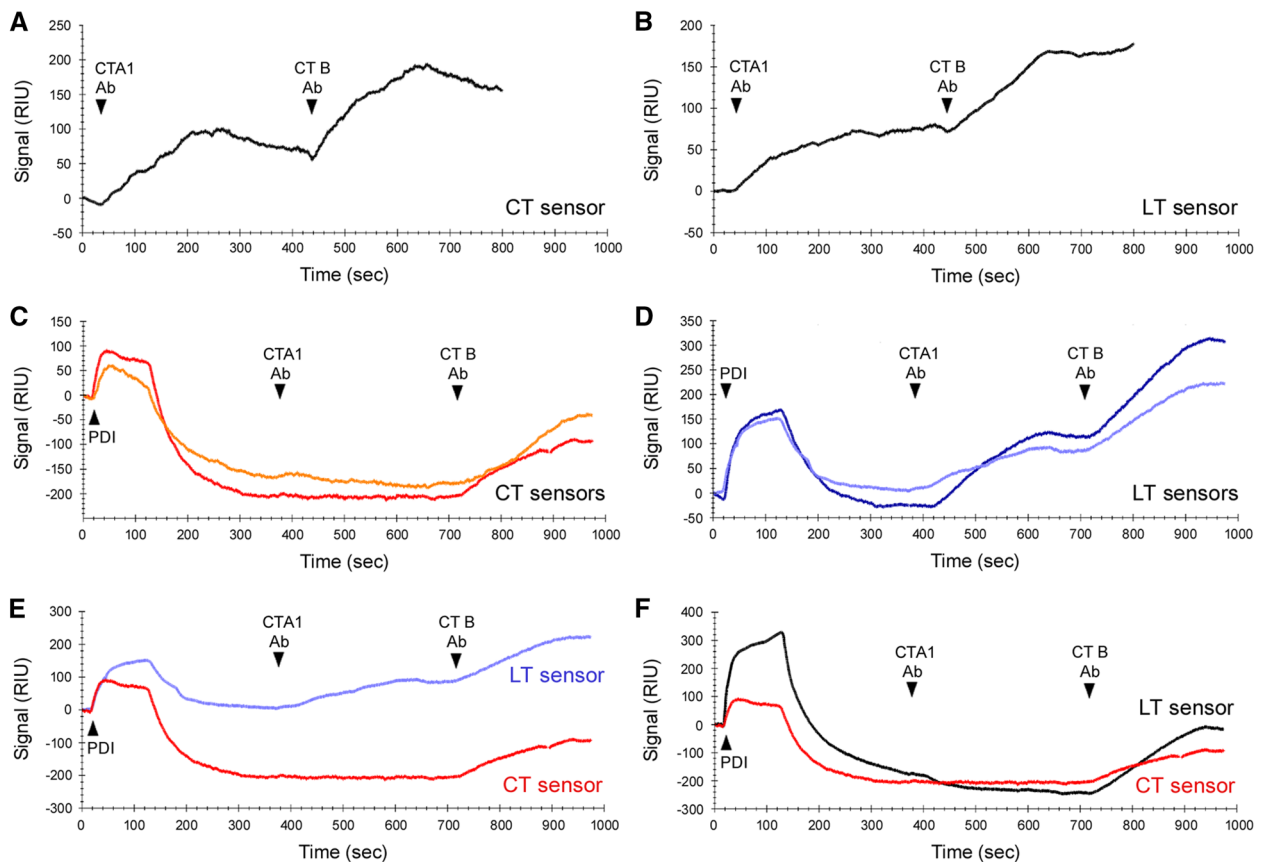 A
250
200
150
100
50
0
-50
Signal (RIU)
CTA1
Ab
CT B
Ab
CT sensor
0 100 200 300 400 500 600 700 800 900 1000
Time (sec)
B
200
150
100
50
0
-50
Signal (RIU)
CTA1
Ab
CT B
Ab
LT sensor
0 100 200 300 400 500 600 700 800 900 1000
Time (sec)
C
150
100
50
0
-50
-100
-150
-200
Signal (RIU)
PDI
CTA1
Ab
CT B
Ab
CT sensors
0 100 200 300 400 500 600 700 800 900 1000
Time (sec)
D
350
300
250
200
150
100
50
0
-50
Signal (RIU)
PDI
CTA1
Ab
CT B
Ab
LT sensors
0 100 200 300 400 500 600 700 800 900 1000
Time (sec)
E
300
200
100
0
-100
-200
-300
Signal (RIU)
PDI
CTA1
Ab
CT B
Ab
LT sensor
CT sensor
0 100 200 300 400 500 600 700 800 900 1000
Time (sec)
F
400
300
200
100
0
-100
-200
-300
Signal (RIU)
PDI
CTA1
Ab
CT B
Ab
LT sensor
CT sensor
0 100 200 300 400 500 600 700 800 900 1000
Time (sec)